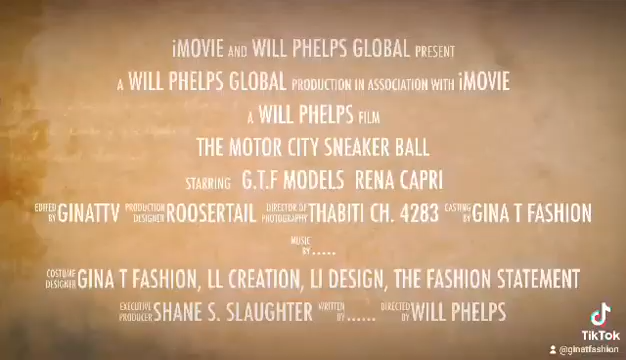 iMOVIE AND WILL PHELPS GLOBAL PRESENT
A WILL PHELPS GLOBAL PRODUCTION IN ASSOCIATION WITH iMOVIE
A WILL PHELPS FILM
THE MOTOR CITY SNEAKER BALL
STARRING G.T.F MODELS RENA CAPRI
EDITED BY GINATTV PRODUCTION DESIGNER ROOSERTAIL DIRECTOR OF PHOTOGRAPHY THABITI CH. 4283 CASTING BY GINA T FASHION
MUSIC BY .....
COSTUME DESIGNER GINA T FASHION, LL CREATION, LI DESIGN, THE FASHION STATEMENT
EXECUTIVE PRODUCER SHANE S. SLAUGHTER WRITTEN BY ...... DIRECTED BY WILL PHELPS
TikTok
@ginatfashion